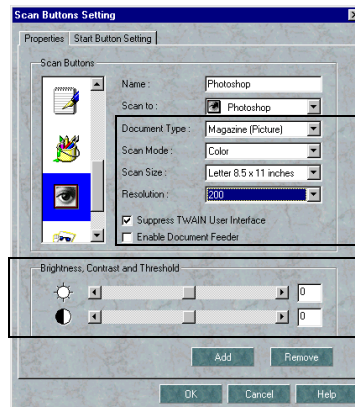 Scan Buttons Setting
Properties Start Button Setting
Scan Buttons
Name : Photoshop
Scan to : Photoshop
Document Type : Magazine (Picture)
Scan Mode : Color
Scan Size : Letter 8.5 x 11 inches
Resolution : 200
Suppress TWAIN User Interface
Enable Document Feeder
Brightness, Contrast and Threshold
0
0
Add Remove
OK Cancel Help